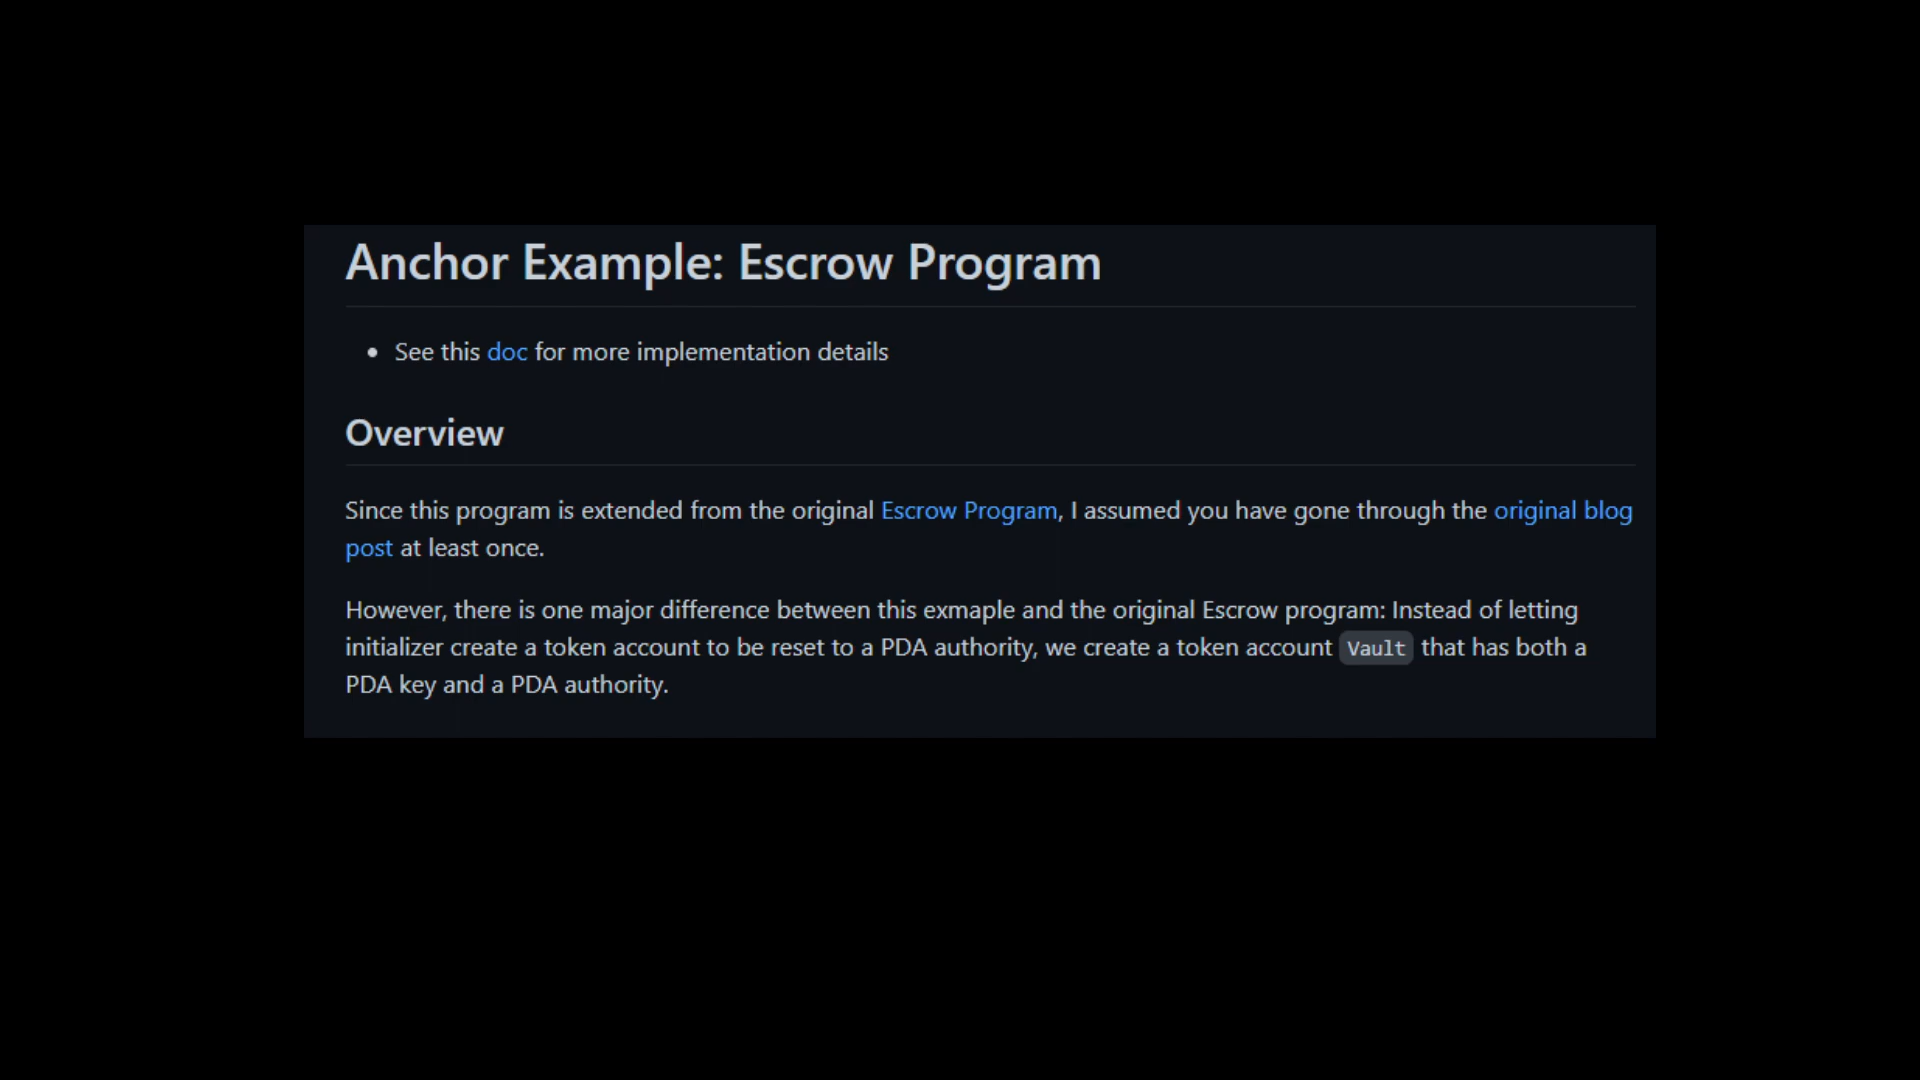 Anchor Example: Escrow Program
• See this doc for more implementation details
Overview
Since this program is extended from the original Escrow Program, I assumed you have gone through the original blog
post at least once.
However, there is one major difference between this exmaple and the original Escrow program: Instead of letting
initializer create a token account to be reset to a PDA authority, we create a token account Vault that has both a
PDA key and a PDA authority.